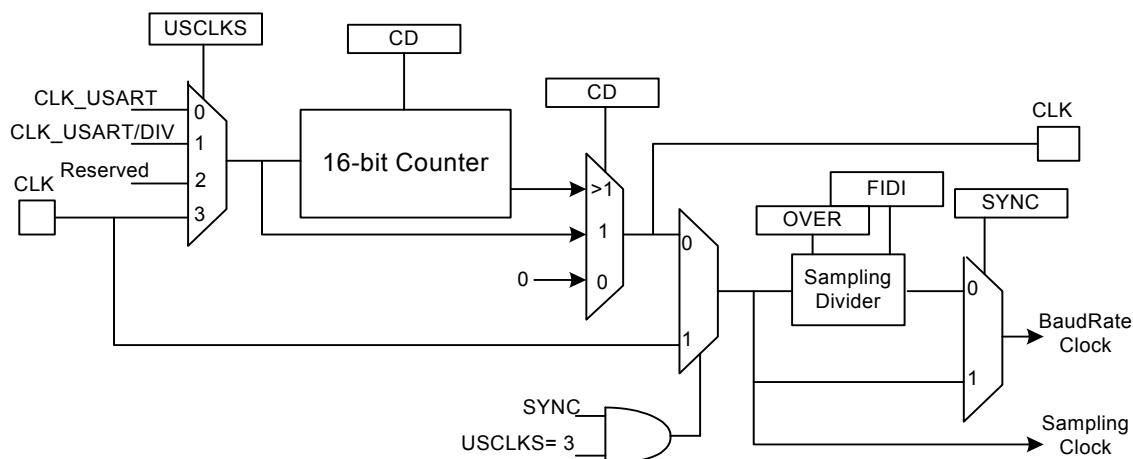 USCLKS
CD
CD
CLK_USART
CLK_USART/DIV
Reserved
CLK
0
1
2
3
16-bit Counter
>1
1
0
0
CLK
FIDI
OVER
SYNC
0
1
Sampling
Divider
0
1
BaudRate
Clock
SYNC
USCLKS= 3
Sampling
Clock